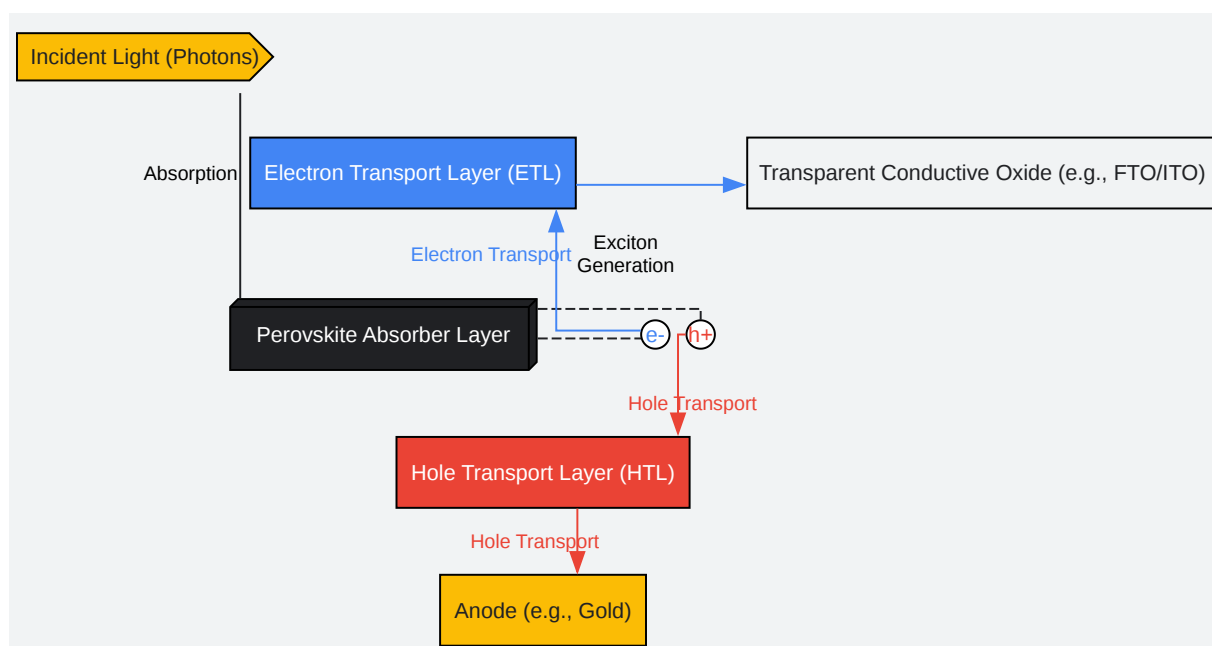 Incident Light (Photons)
Absorption
Electron Transport Layer (ETL)
Transparent Conductive Oxide (e.g., FTO/ITO)
Electron Transport
Exciton
Generation
Perovskite Absorber Layer
e-
h+
Hole Transport
Hole Transport Layer (HTL)
Hole Transport
Anode (e.g., Gold)